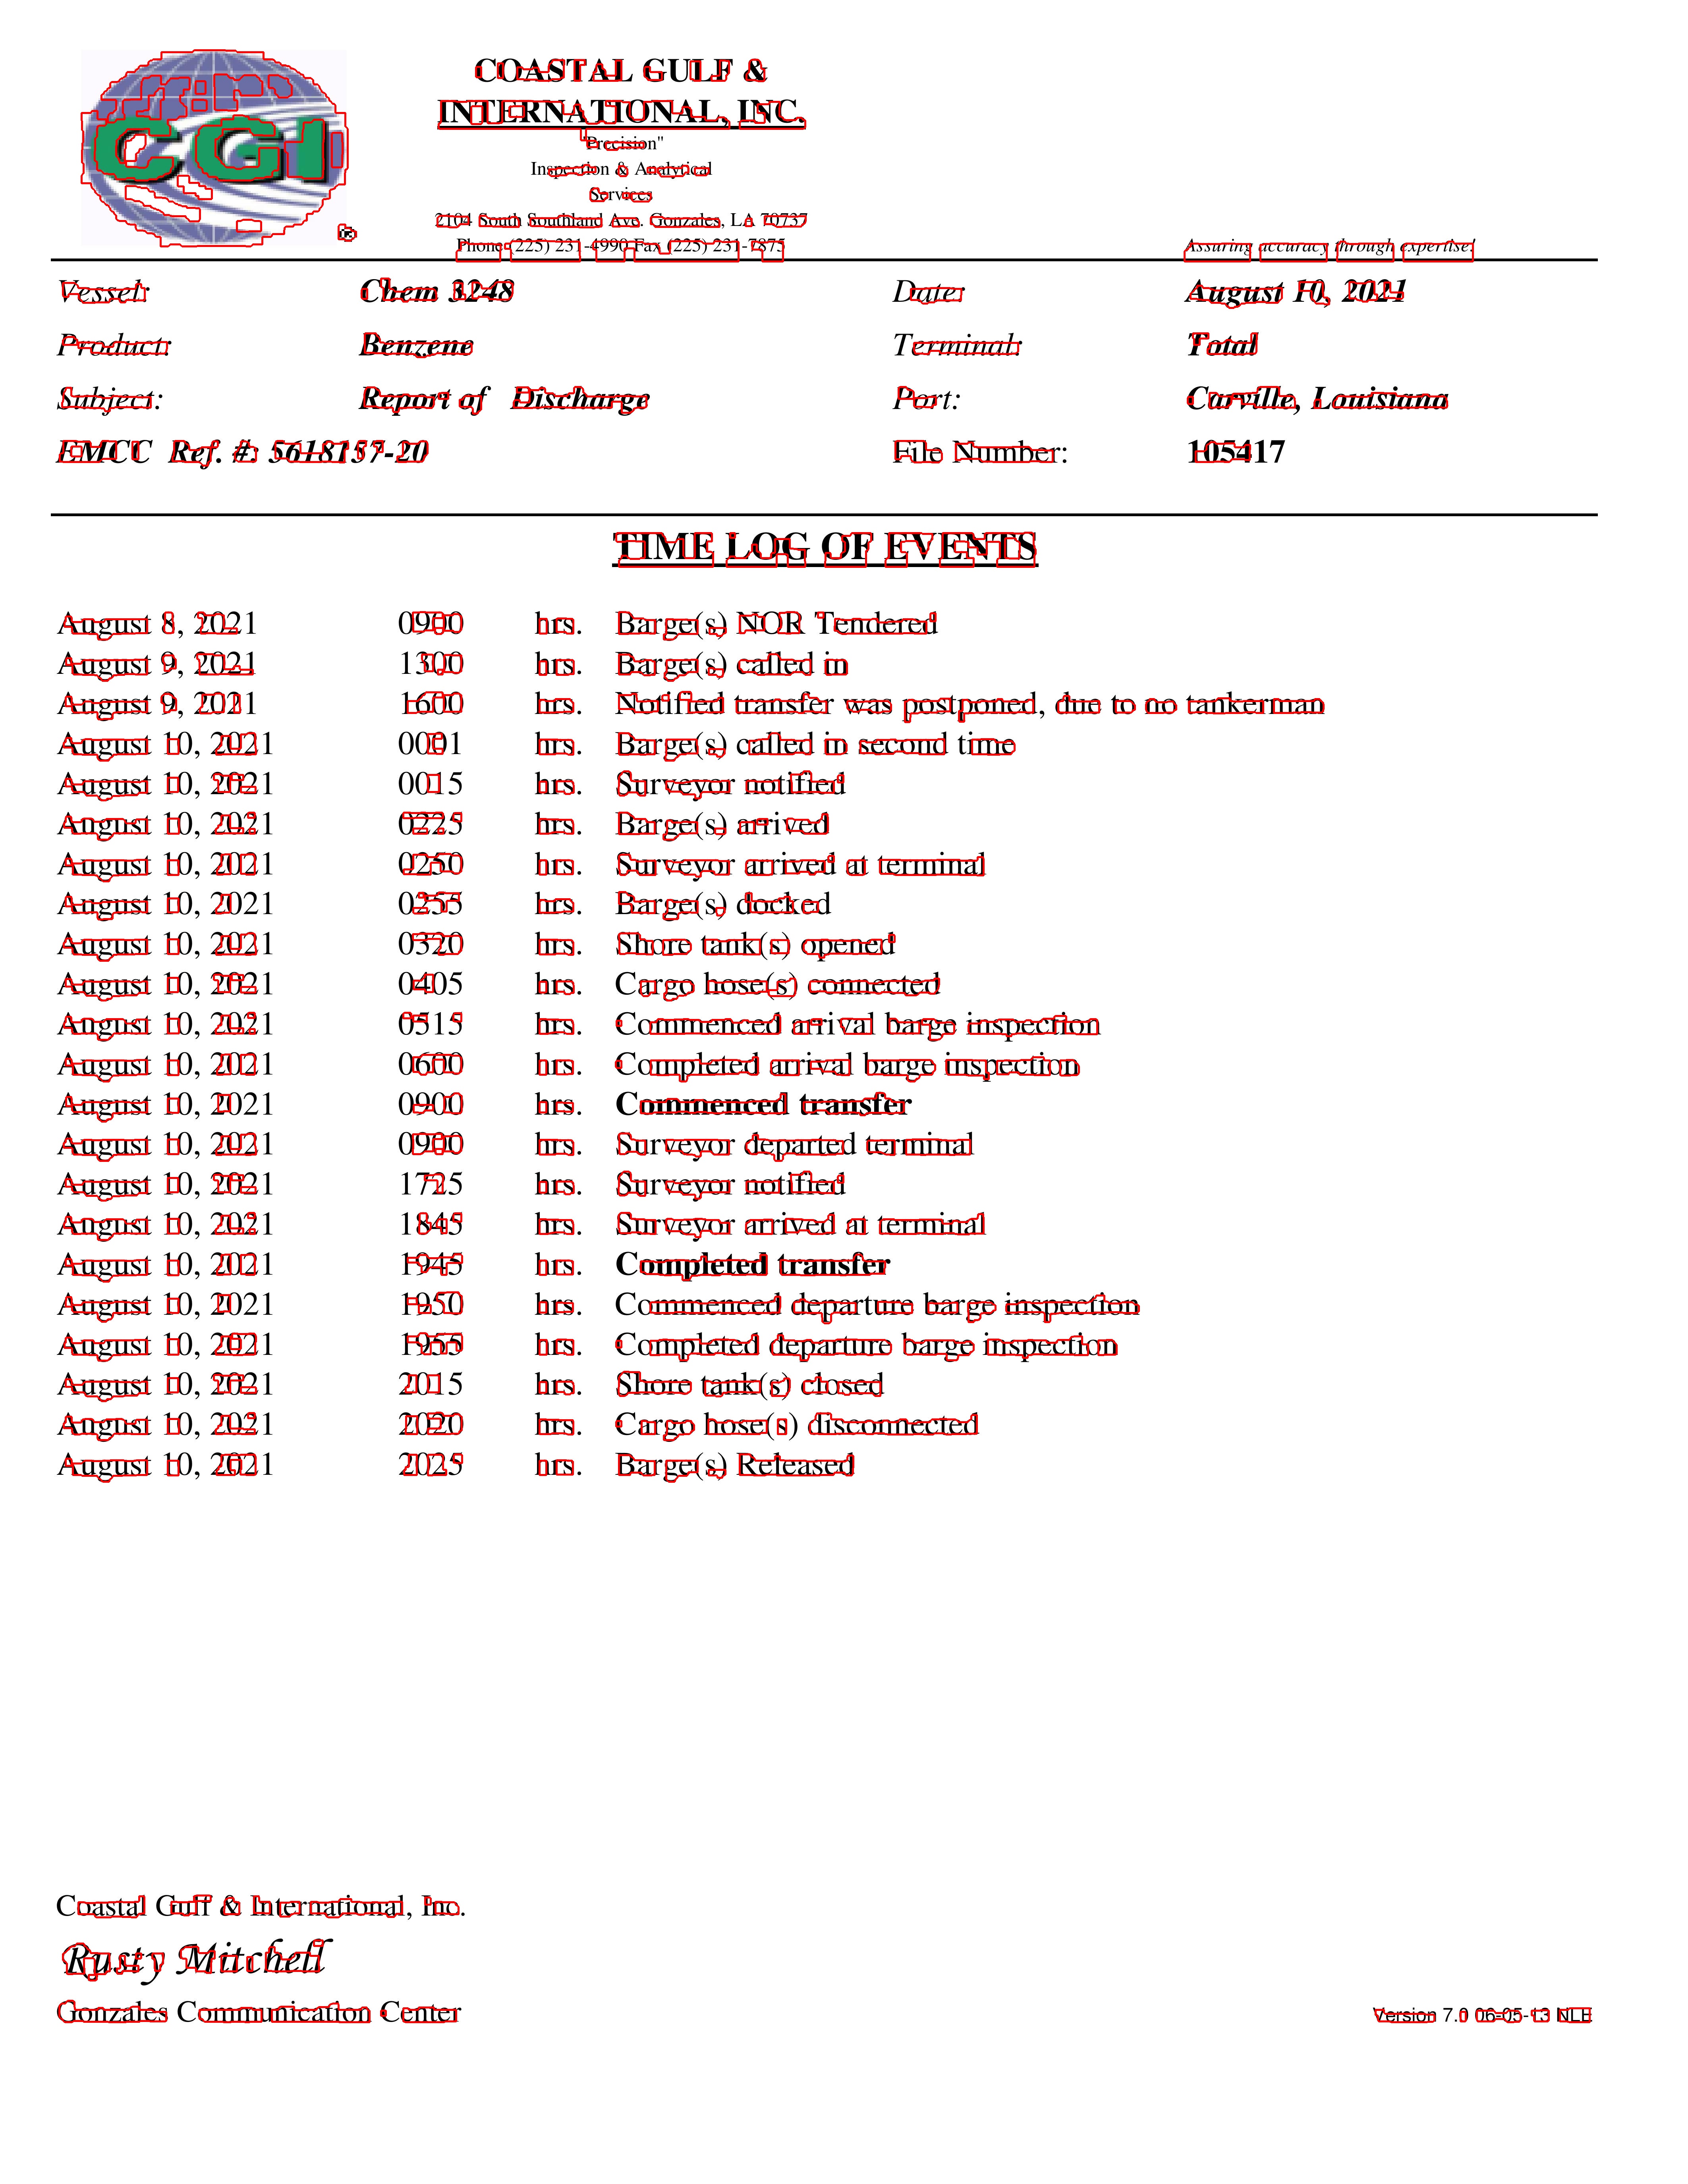 CGI
COASTAL GULF &
INTERNATIONAL, INC.
"Precision"
Inspection & Analytical
Services
2104 South Southland Ave. Gonzales, LA 70737
Phone (225) 231-4990 Fax (225) 231-7875
Assuring accuracy through expertise!
Vessel: Chem 3248 Date: August 10, 2021
Product: Benzene Terminal: Total
Subject: Report of Discharge Port: Carville, Louisiana
EMCC Ref. #: 5618157-20 File Number: 105417
TIME LOG OF EVENTS
August 8, 2021 0900 hrs. Barge(s) NOR Tendered
August 9, 2021 1300 hrs. Barge(s) called in
August 9, 2021 1600 hrs. Notified transfer was postponed, due to no tankerman
August 10, 2021 0001 hrs. Barge(s) called in second time
August 10, 2021 0015 hrs. Surveyor notified
August 10, 2021 0225 hrs. Barge(s) arrived
August 10, 2021 0250 hrs. Surveyor arrived at terminal
August 10, 2021 0255 hrs. Barge(s) docked
August 10, 2021 0320 hrs. Shore tank(s) opened
August 10, 2021 0405 hrs. Cargo hose(s) connected
August 10, 2021 0515 hrs. Commenced arrival barge inspection
August 10, 2021 0600 hrs. Completed arrival barge inspection
August 10, 2021 0900 hrs. Commenced transfer
August 10, 2021 0900 hrs. Surveyor departed terminal
August 10, 2021 1725 hrs. Surveyor notified
August 10, 2021 1845 hrs. Surveyor arrived at terminal
August 10, 2021 1945 hrs. Completed transfer
August 10, 2021 1950 hrs. Commenced departure barge inspection
August 10, 2021 1955 hrs. Completed departure barge inspection
August 10, 2021 2015 hrs. Shore tank(s) closed
August 10, 2021 2020 hrs. Cargo hose(s) disconnected
August 10, 2021 2025 hrs. Barge(s) Released
Coastal Gulf & International, Inc.
Rusty Mitchell
Gonzales Communication Center
Version 7.0 06-05-13 NLE